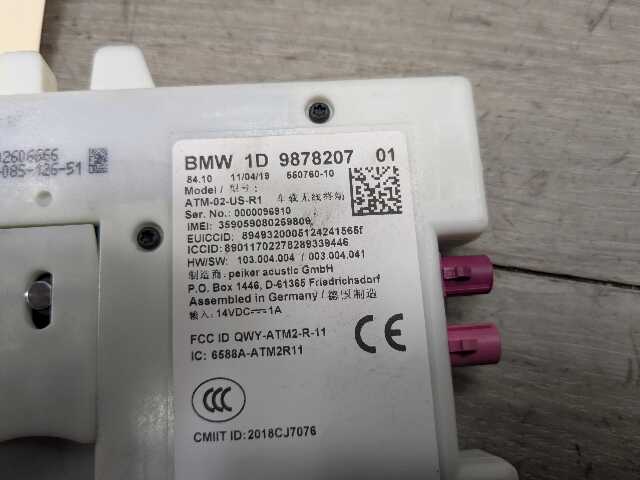 BMW 1D 9878207 01
84.10 11/04/19 550760-10
Model / 型号:
ATM-02-US-R1 车载无线终端
Ser. No.: 0000096910
IMEI: 359059080259809
EUICCID: 89493200051242415651
ICCID: 89011702278289339446
HW/SW: 103.004.004 / 003.004.041
制造商: peiker acustic GmbH
P.O. Box 1446, D-61365 Friedrichsdorf
Assembled in Germany / 德国制造
输入: 14VDC⎓1A
FCC ID QWY-ATM2-R-11
IC: 6588A-ATM2R11
CE
CCC
CMIIT ID: 2018CJ7076
02606666
-085-126-51